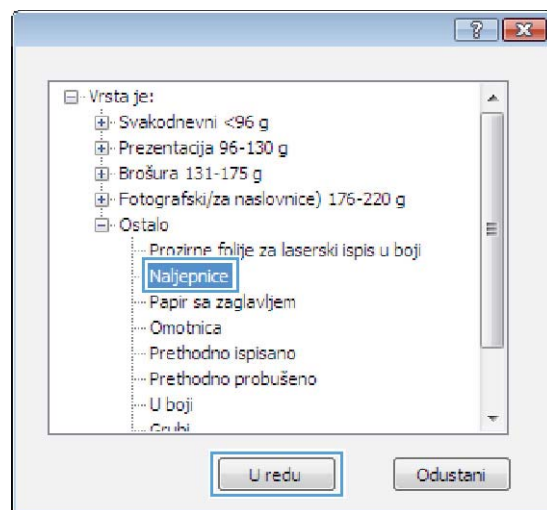 Vrsta je:
Svakodnevni <96 g
Prezentacija 96-130 g
Brošura 131-175 g
Fotografski/za naslovnice) 176-220 g
Ostalo
Prozirne folije za laserski ispis u boji
Naljepnice
Papir sa zaglavljem
Omotnica
Prethodno ispisano
Prethodno probušeno
U boji
Grubi
U redu Odustani